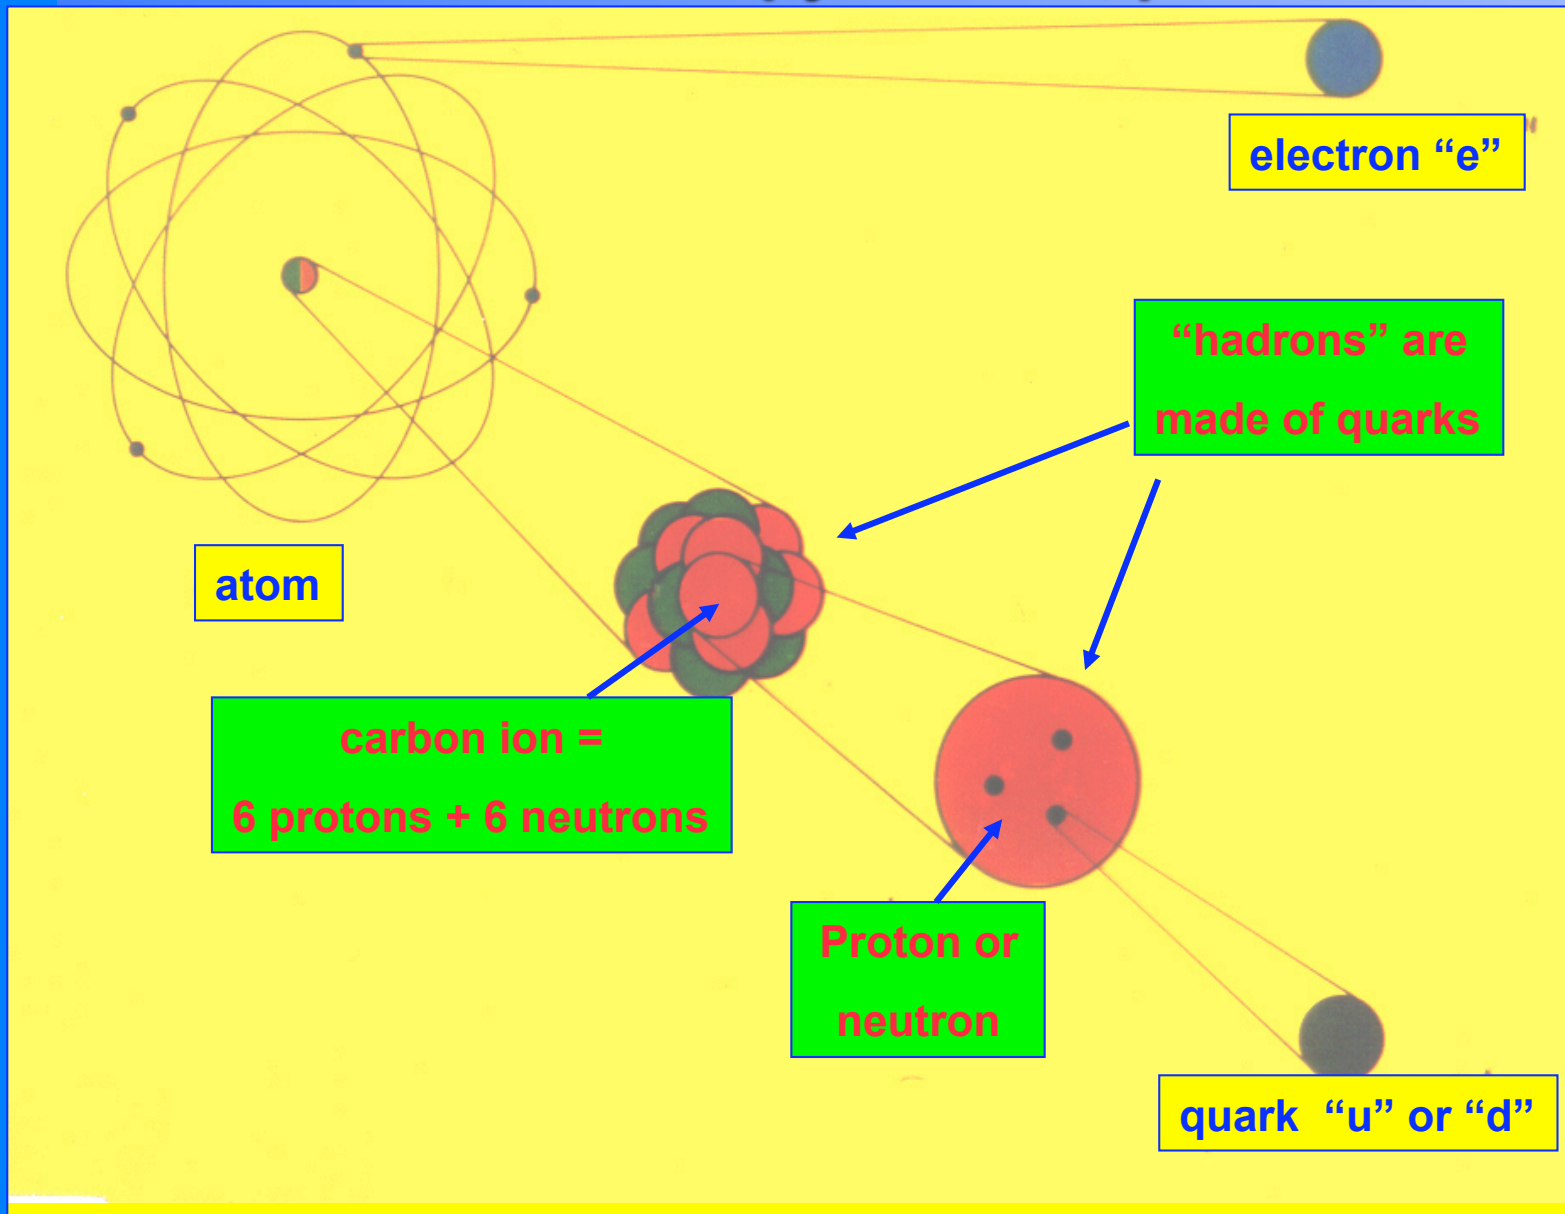 electron “e”
“hadrons” are
made of quarks
atom
carbon ion =
6 protons + 6 neutrons
Proton or
neutron
quark “u” or “d”